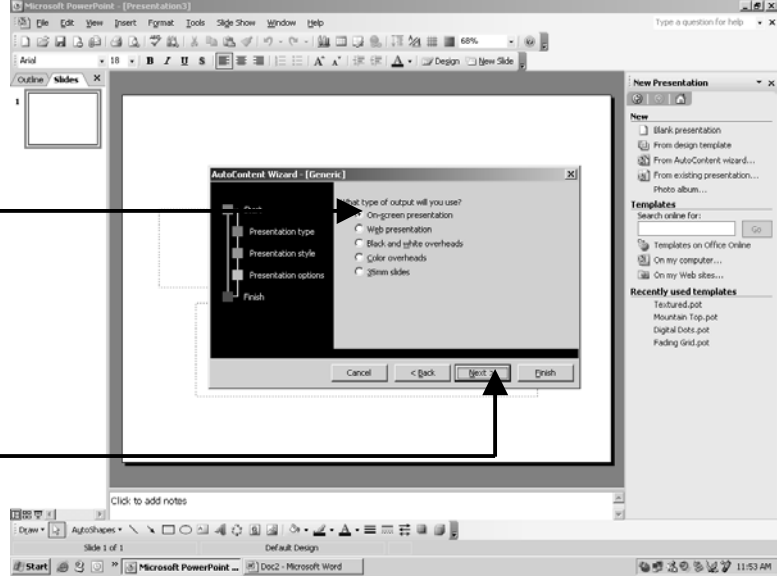 Microsoft PowerPoint - [Presentation3]
File Edit View Insert Format Tools Slide Show Window Help
Type a question for help
68%
Arial 18 B I U S Design New Slide
Outline Slides
1
New Presentation
New
Blank presentation
From design template
From AutoContent wizard...
From existing presentation...
Photo album...
Templates
Search online for:
Go
Templates on Office Online
On my computer...
On my Web sites...
Recently used templates
Textured.pot
Mountain Top.pot
Digital Dots.pot
Fading Grid.pot
AutoContent Wizard - [Generic]
Start
Presentation type
Presentation style
Presentation options
Finish
What type of output will you use?
On-screen presentation
Web presentation
Black and white overheads
Color overheads
35mm slides
Cancel < Back Next > Finish
Click to add notes
Draw AutoShapes
Slide 1 of 1 Default Design
Start Microsoft PowerPoint ... Doc2 - Microsoft Word 11:53 AM